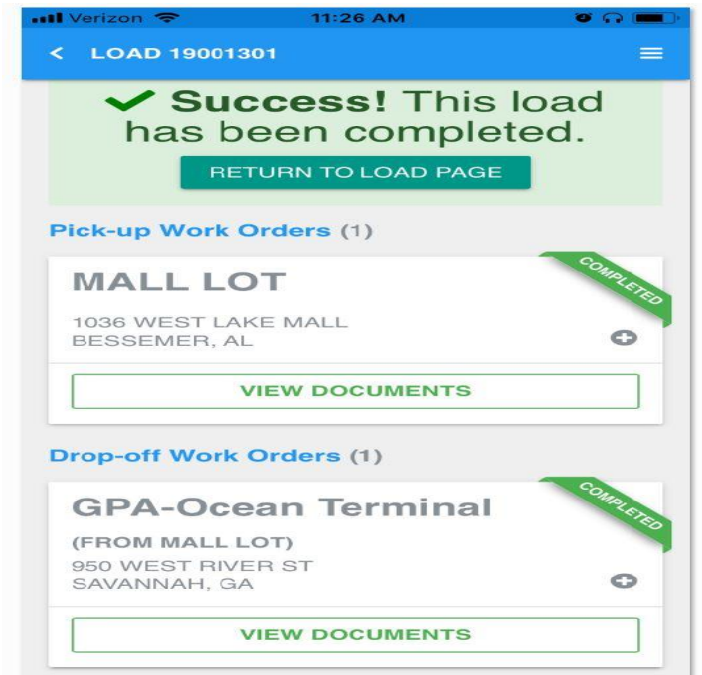 Verizon 11:26 AM
< LOAD 19001301
✓ Success! This load
has been completed.
RETURN TO LOAD PAGE
Pick-up Work Orders (1)
COMPLETED
MALL LOT
1036 WEST LAKE MALL
BESSEMER, AL
VIEW DOCUMENTS
Drop-off Work Orders (1)
COMPLETED
GPA-Ocean Terminal
(FROM MALL LOT)
950 WEST RIVER ST
SAVANNAH, GA
VIEW DOCUMENTS